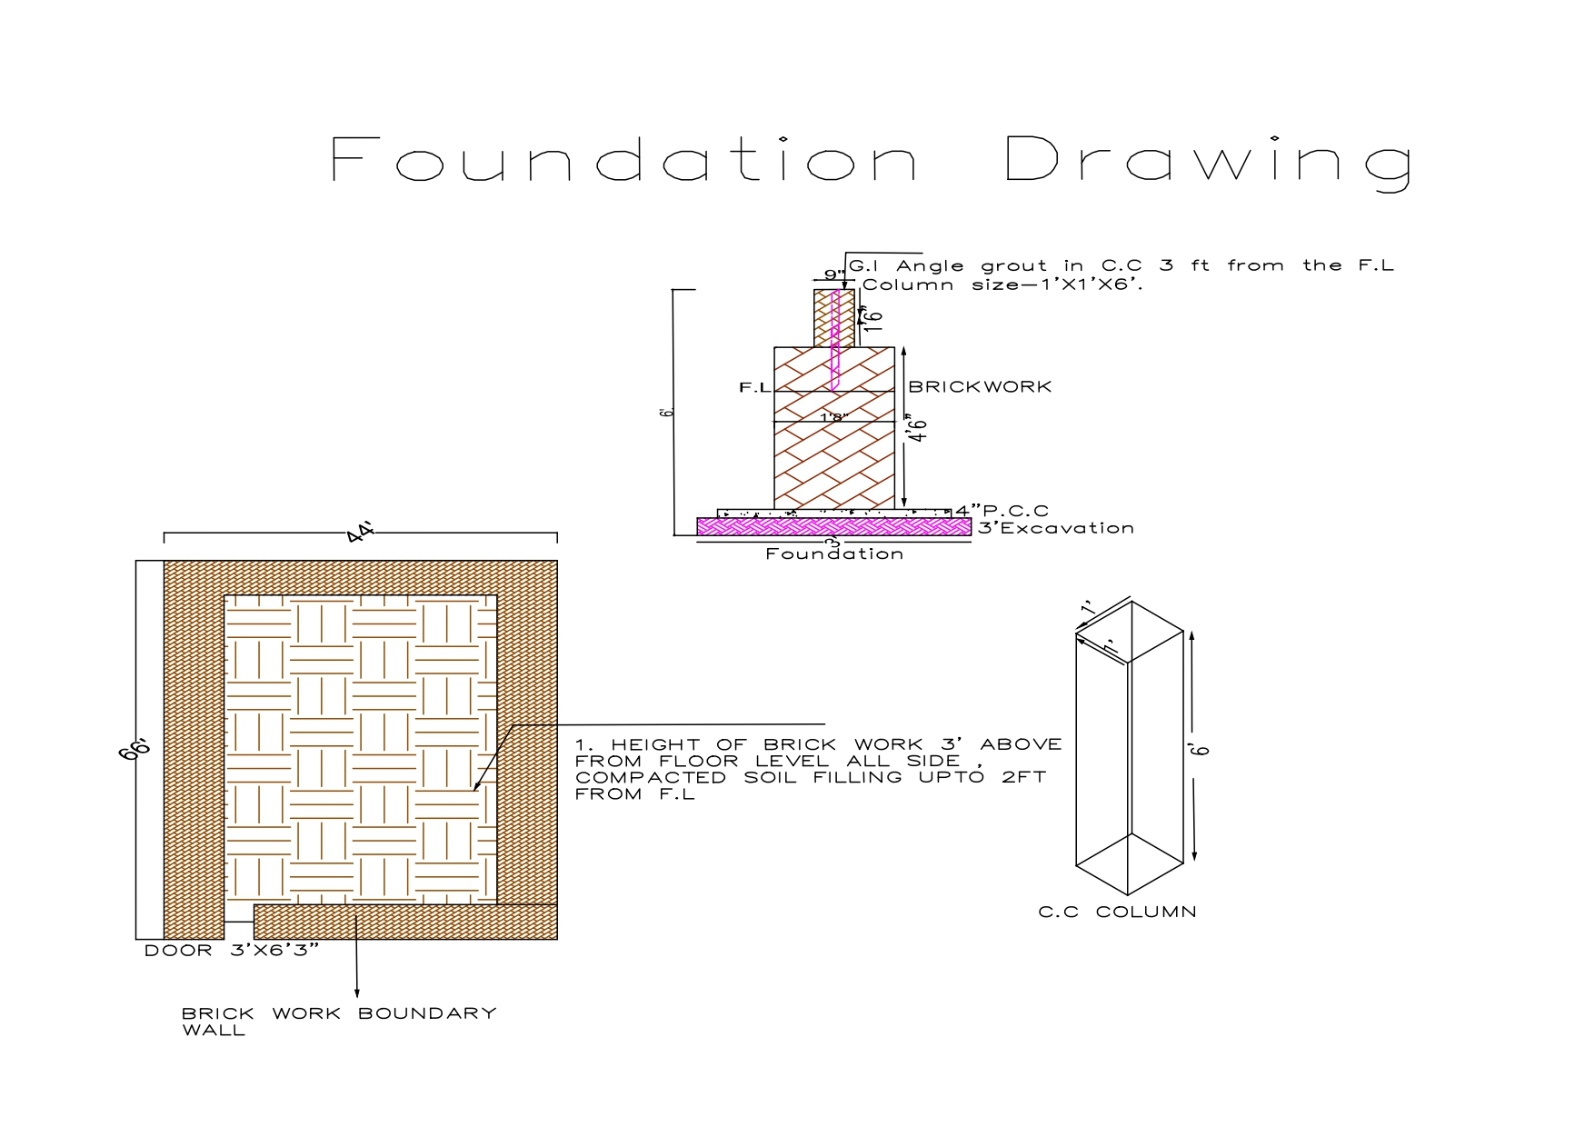 Foundation Drawing
G.I Angle grout in C.C 3 ft from the F.L
9"
Column size-1'X1'X6'.
1'6"
F.L
BRICKWORK
6'
1'8"
4'6"
4"P.C.C
3'Excavation
3'
Foundation
44'
66'
1'
1'
6'
1. HEIGHT OF BRICK WORK 3' ABOVE
FROM FLOOR LEVEL ALL SIDE ,
COMPACTED SOIL FILLING UPTO 2FT
FROM F.L
C.C COLUMN
DOOR 3'X6'3"
BRICK WORK BOUNDARY
WALL